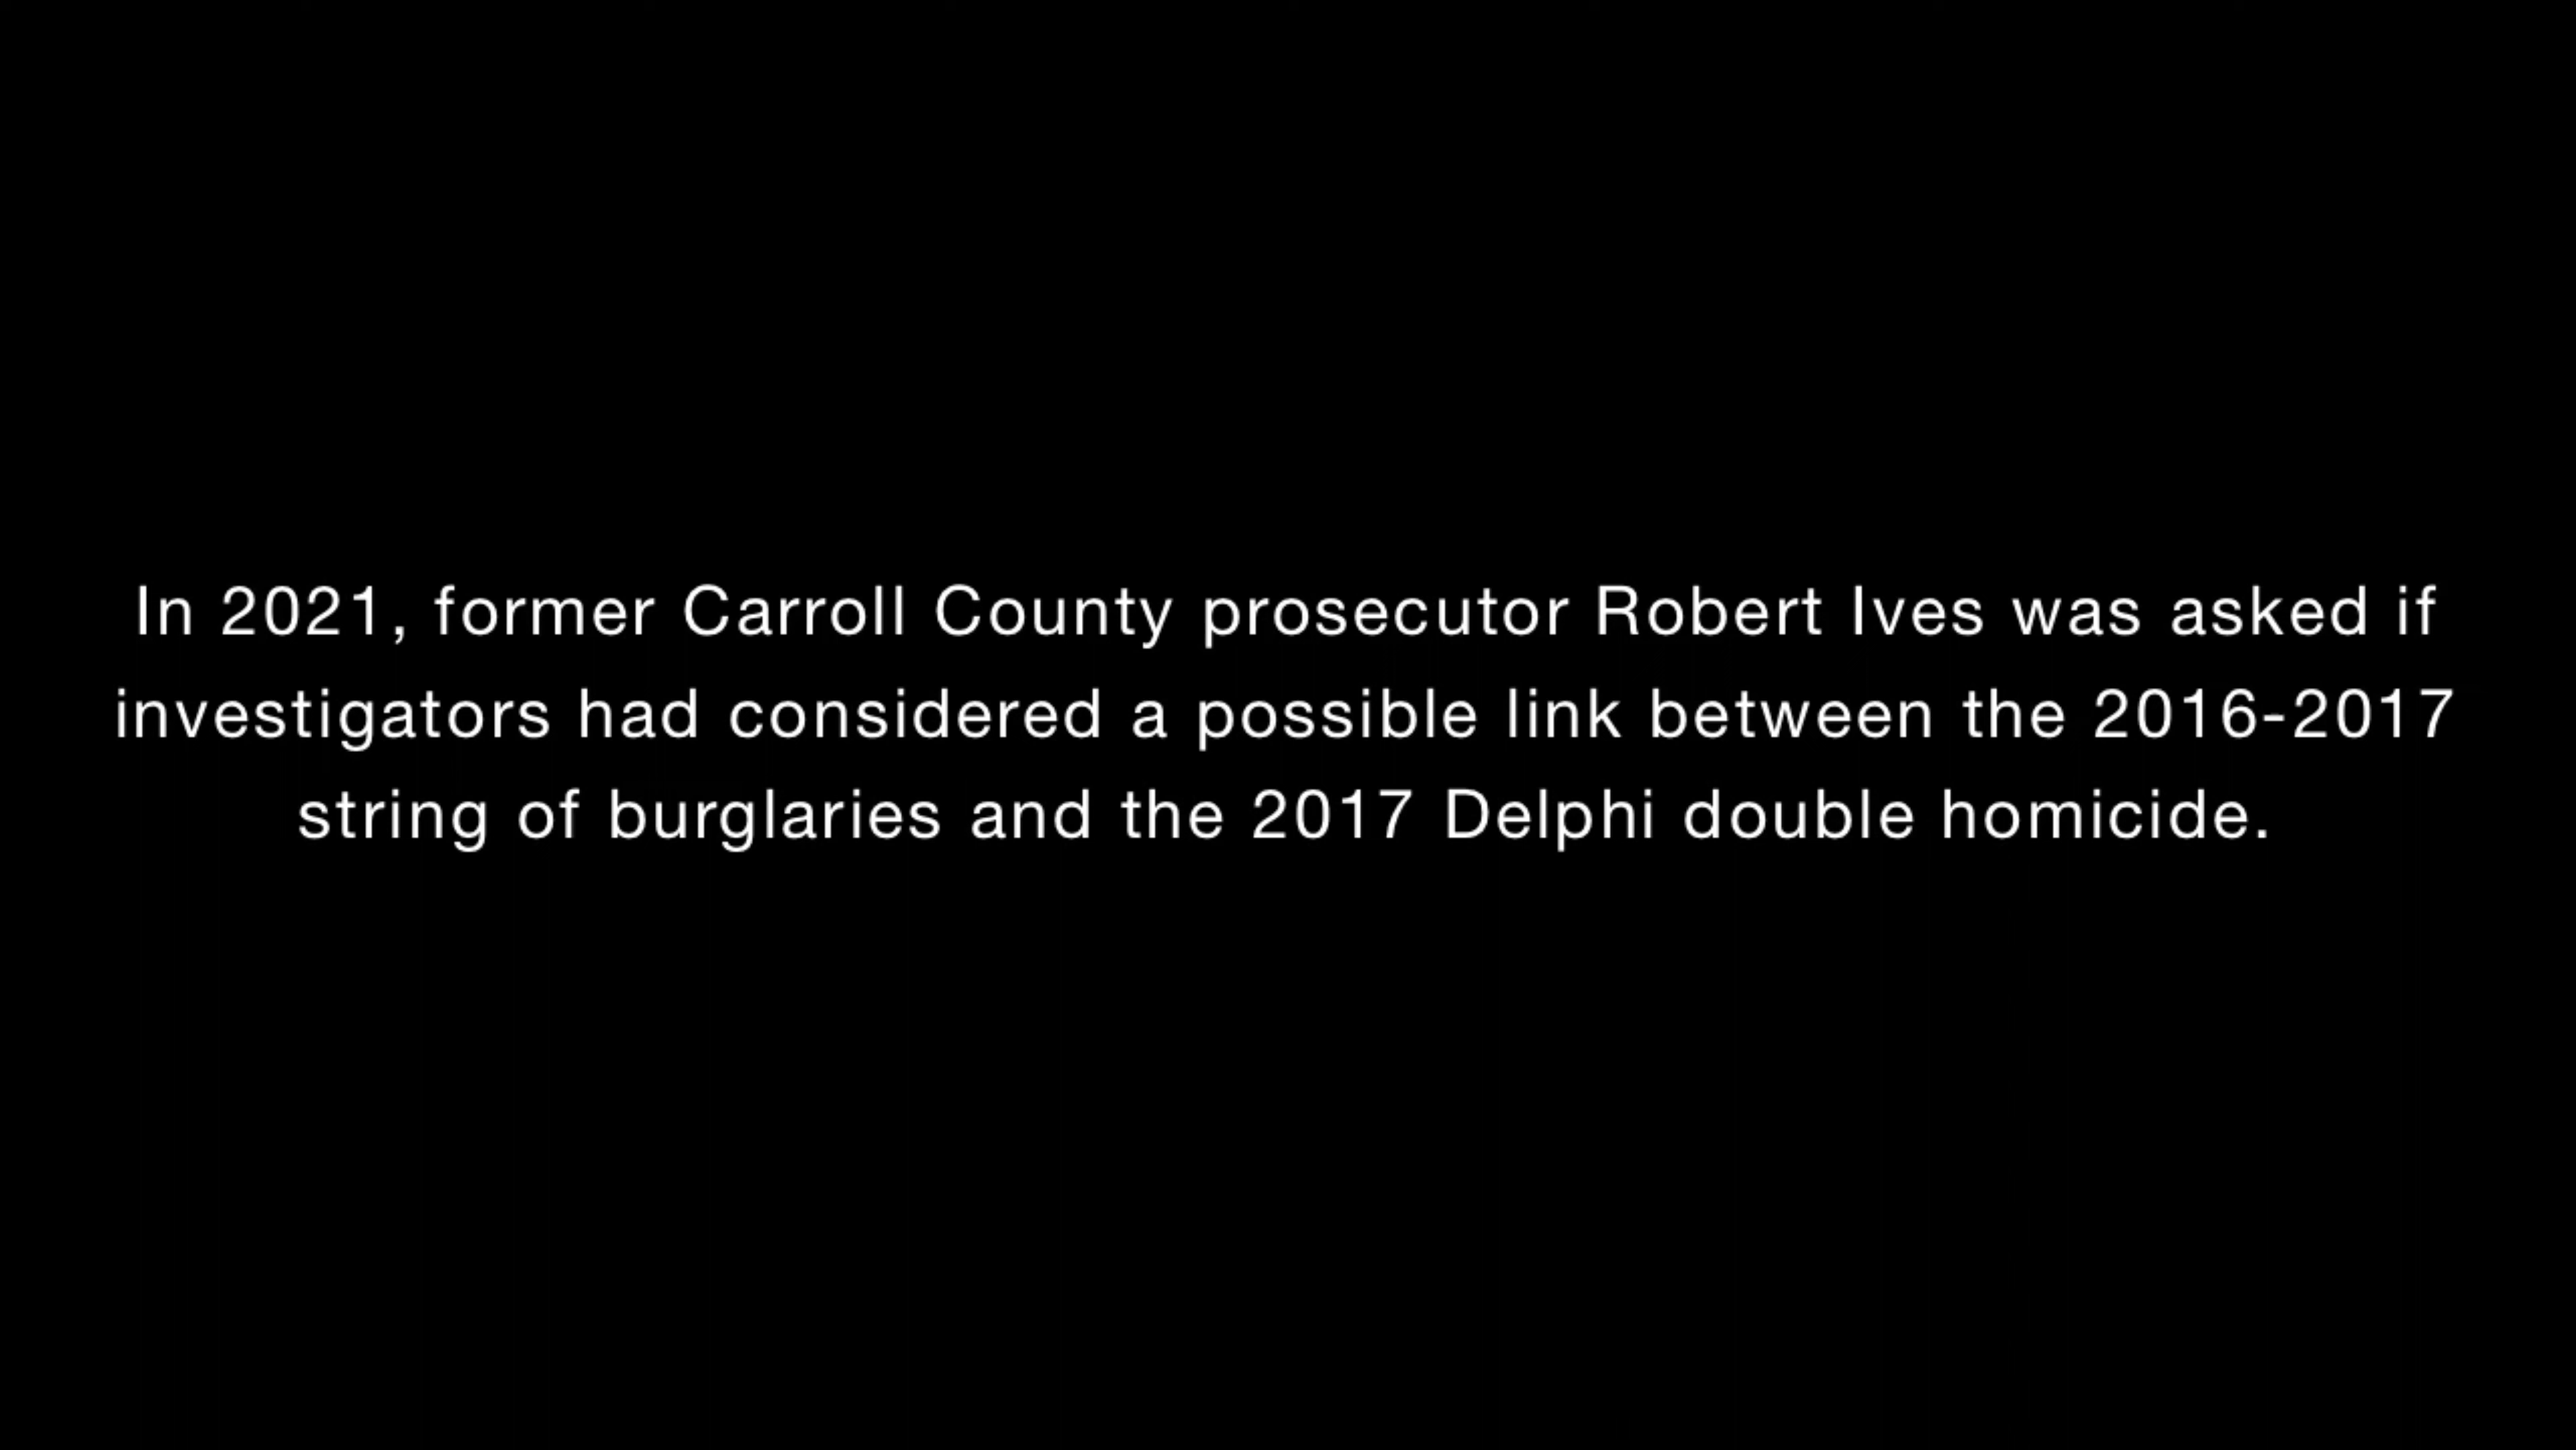 In 2021, former Carroll County prosecutor Robert Ives was asked if
investigators had considered a possible link between the 2016-2017
string of burglaries and the 2017 Delphi double homicide.